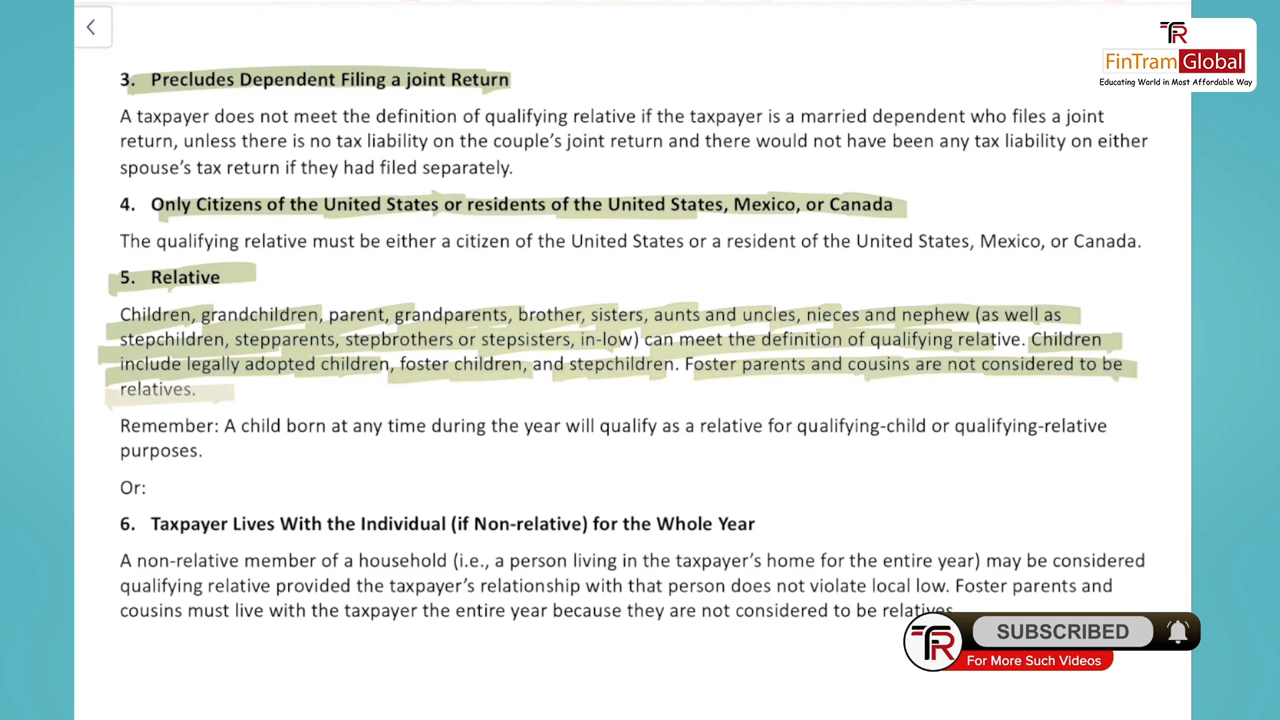 FinTram Global
Educating World in Most Affordable Way
3. Precludes Dependent Filing a joint Return
A taxpayer does not meet the definition of qualifying relative if the taxpayer is a married dependent who files a joint
return, unless there is no tax liability on the couple's joint return and there would not have been any tax liability on either
spouse's tax return if they had filed separately.
4. Only Citizens of the United States or residents of the United States, Mexico, or Canada
The qualifying relative must be either a citizen of the United States or a resident of the United States, Mexico, or Canada.
5. Relative
Children, grandchildren, parent, grandparents, brother, sisters, aunts and uncles, nieces and nephew (as well as
stepchildren, stepparents, stepbrothers or stepsisters, in-low) can meet the definition of qualifying relative. Children
include legally adopted children, foster children, and stepchildren. Foster parents and cousins are not considered to be
relatives.
Remember: A child born at any time during the year will qualify as a relative for qualifying-child or qualifying-relative
purposes.
Or:
6. Taxpayer Lives With the Individual (if Non-relative) for the Whole Year
A non-relative member of a household (i.e., a person living in the taxpayer's home for the entire year) may be considered
qualifying relative provided the taxpayer's relationship with that person does not violate local low. Foster parents and
cousins must live with the taxpayer the entire year because they are not considered to be relatives.
SUBSCRIBED
For More Such Videos